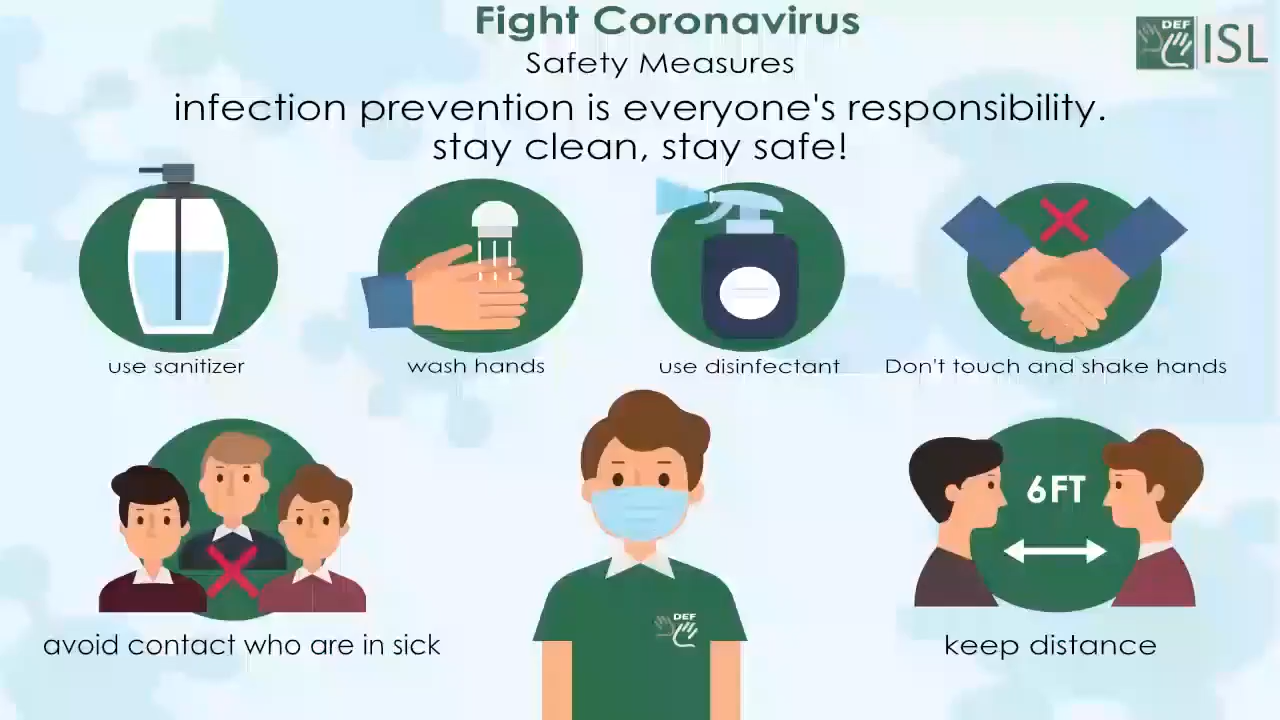 Fight Coronavirus
DEF
ISL
Safety Measures
infection prevention is everyone's responsibility.
stay clean, stay safe!
use sanitizer
wash hands
use disinfectant
Don't touch and shake hands
6FT
DEF
avoid contact who are in sick
keep distance